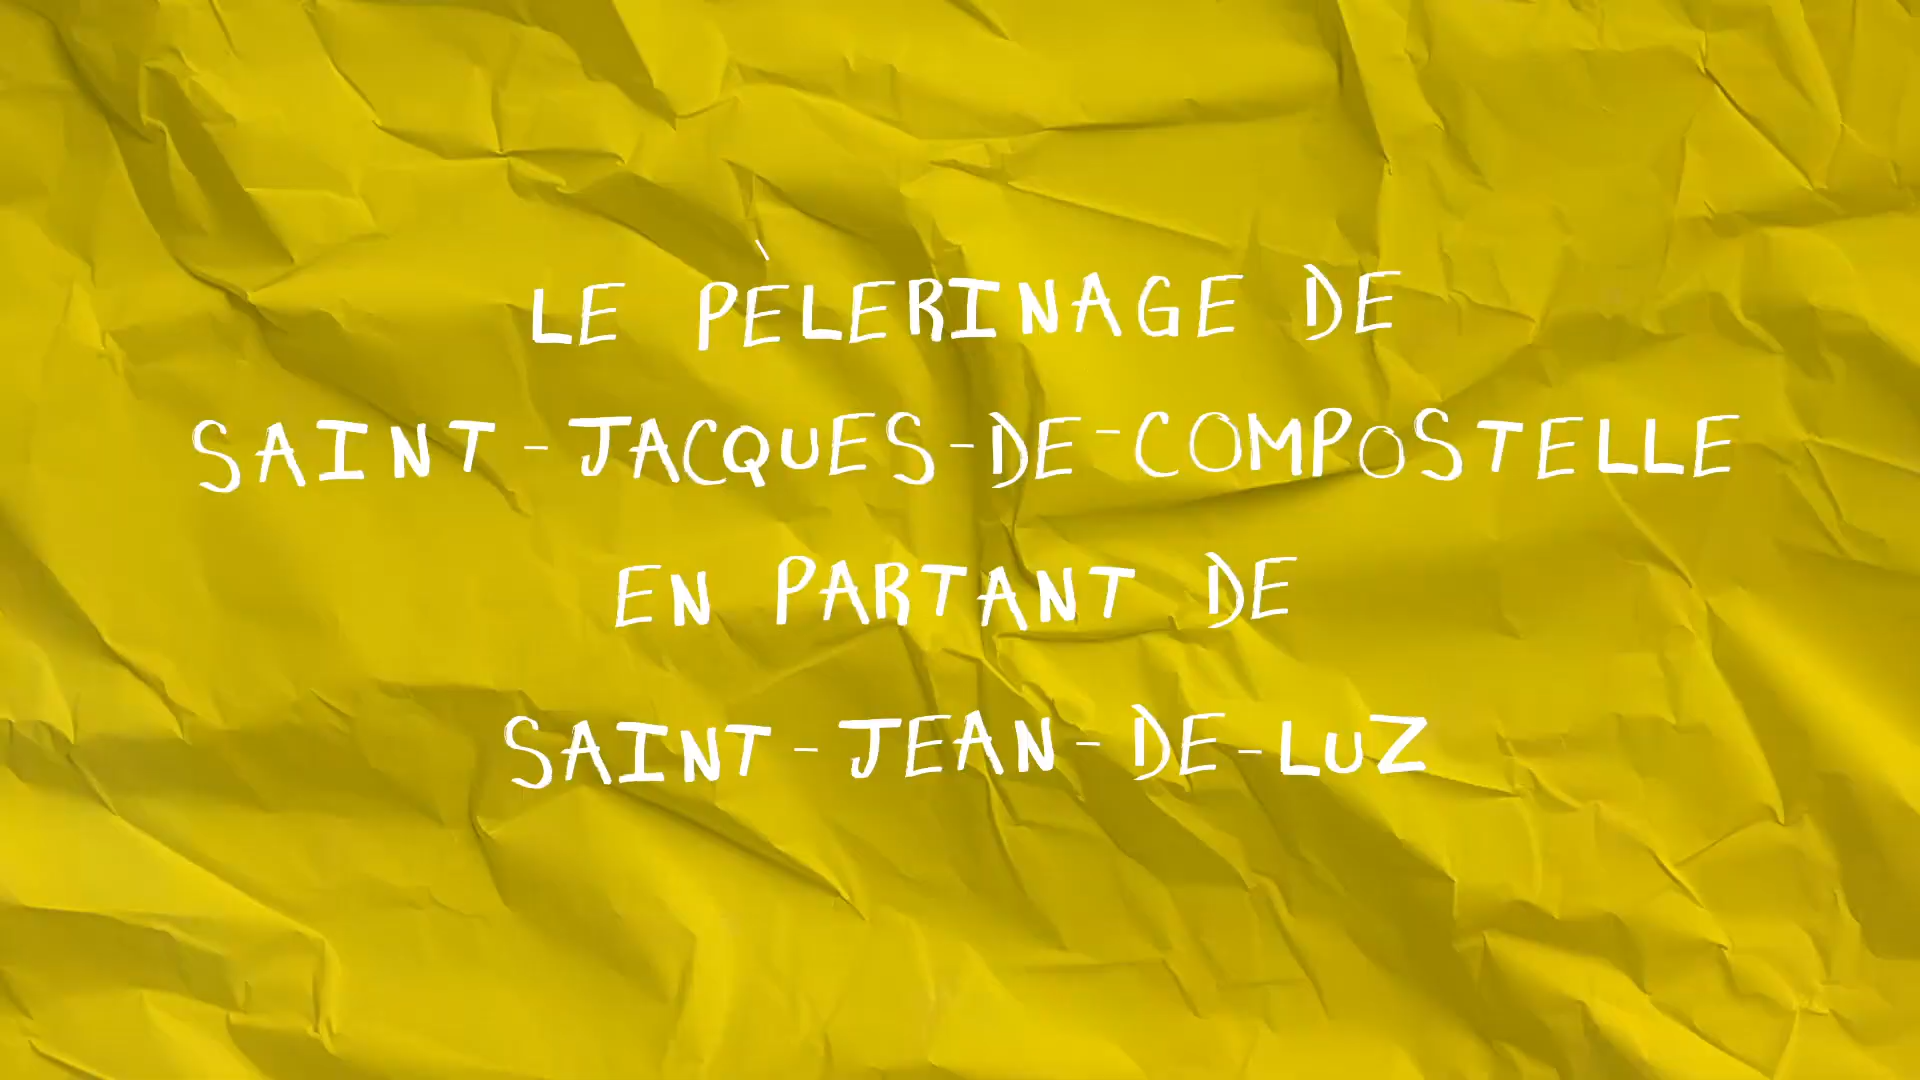 LE PÈLERINAGE DE
SAINT-JACQUES-DE-COMPOSTELLE
EN PARTANT DE
SAINT-JEAN-DE-LUZ